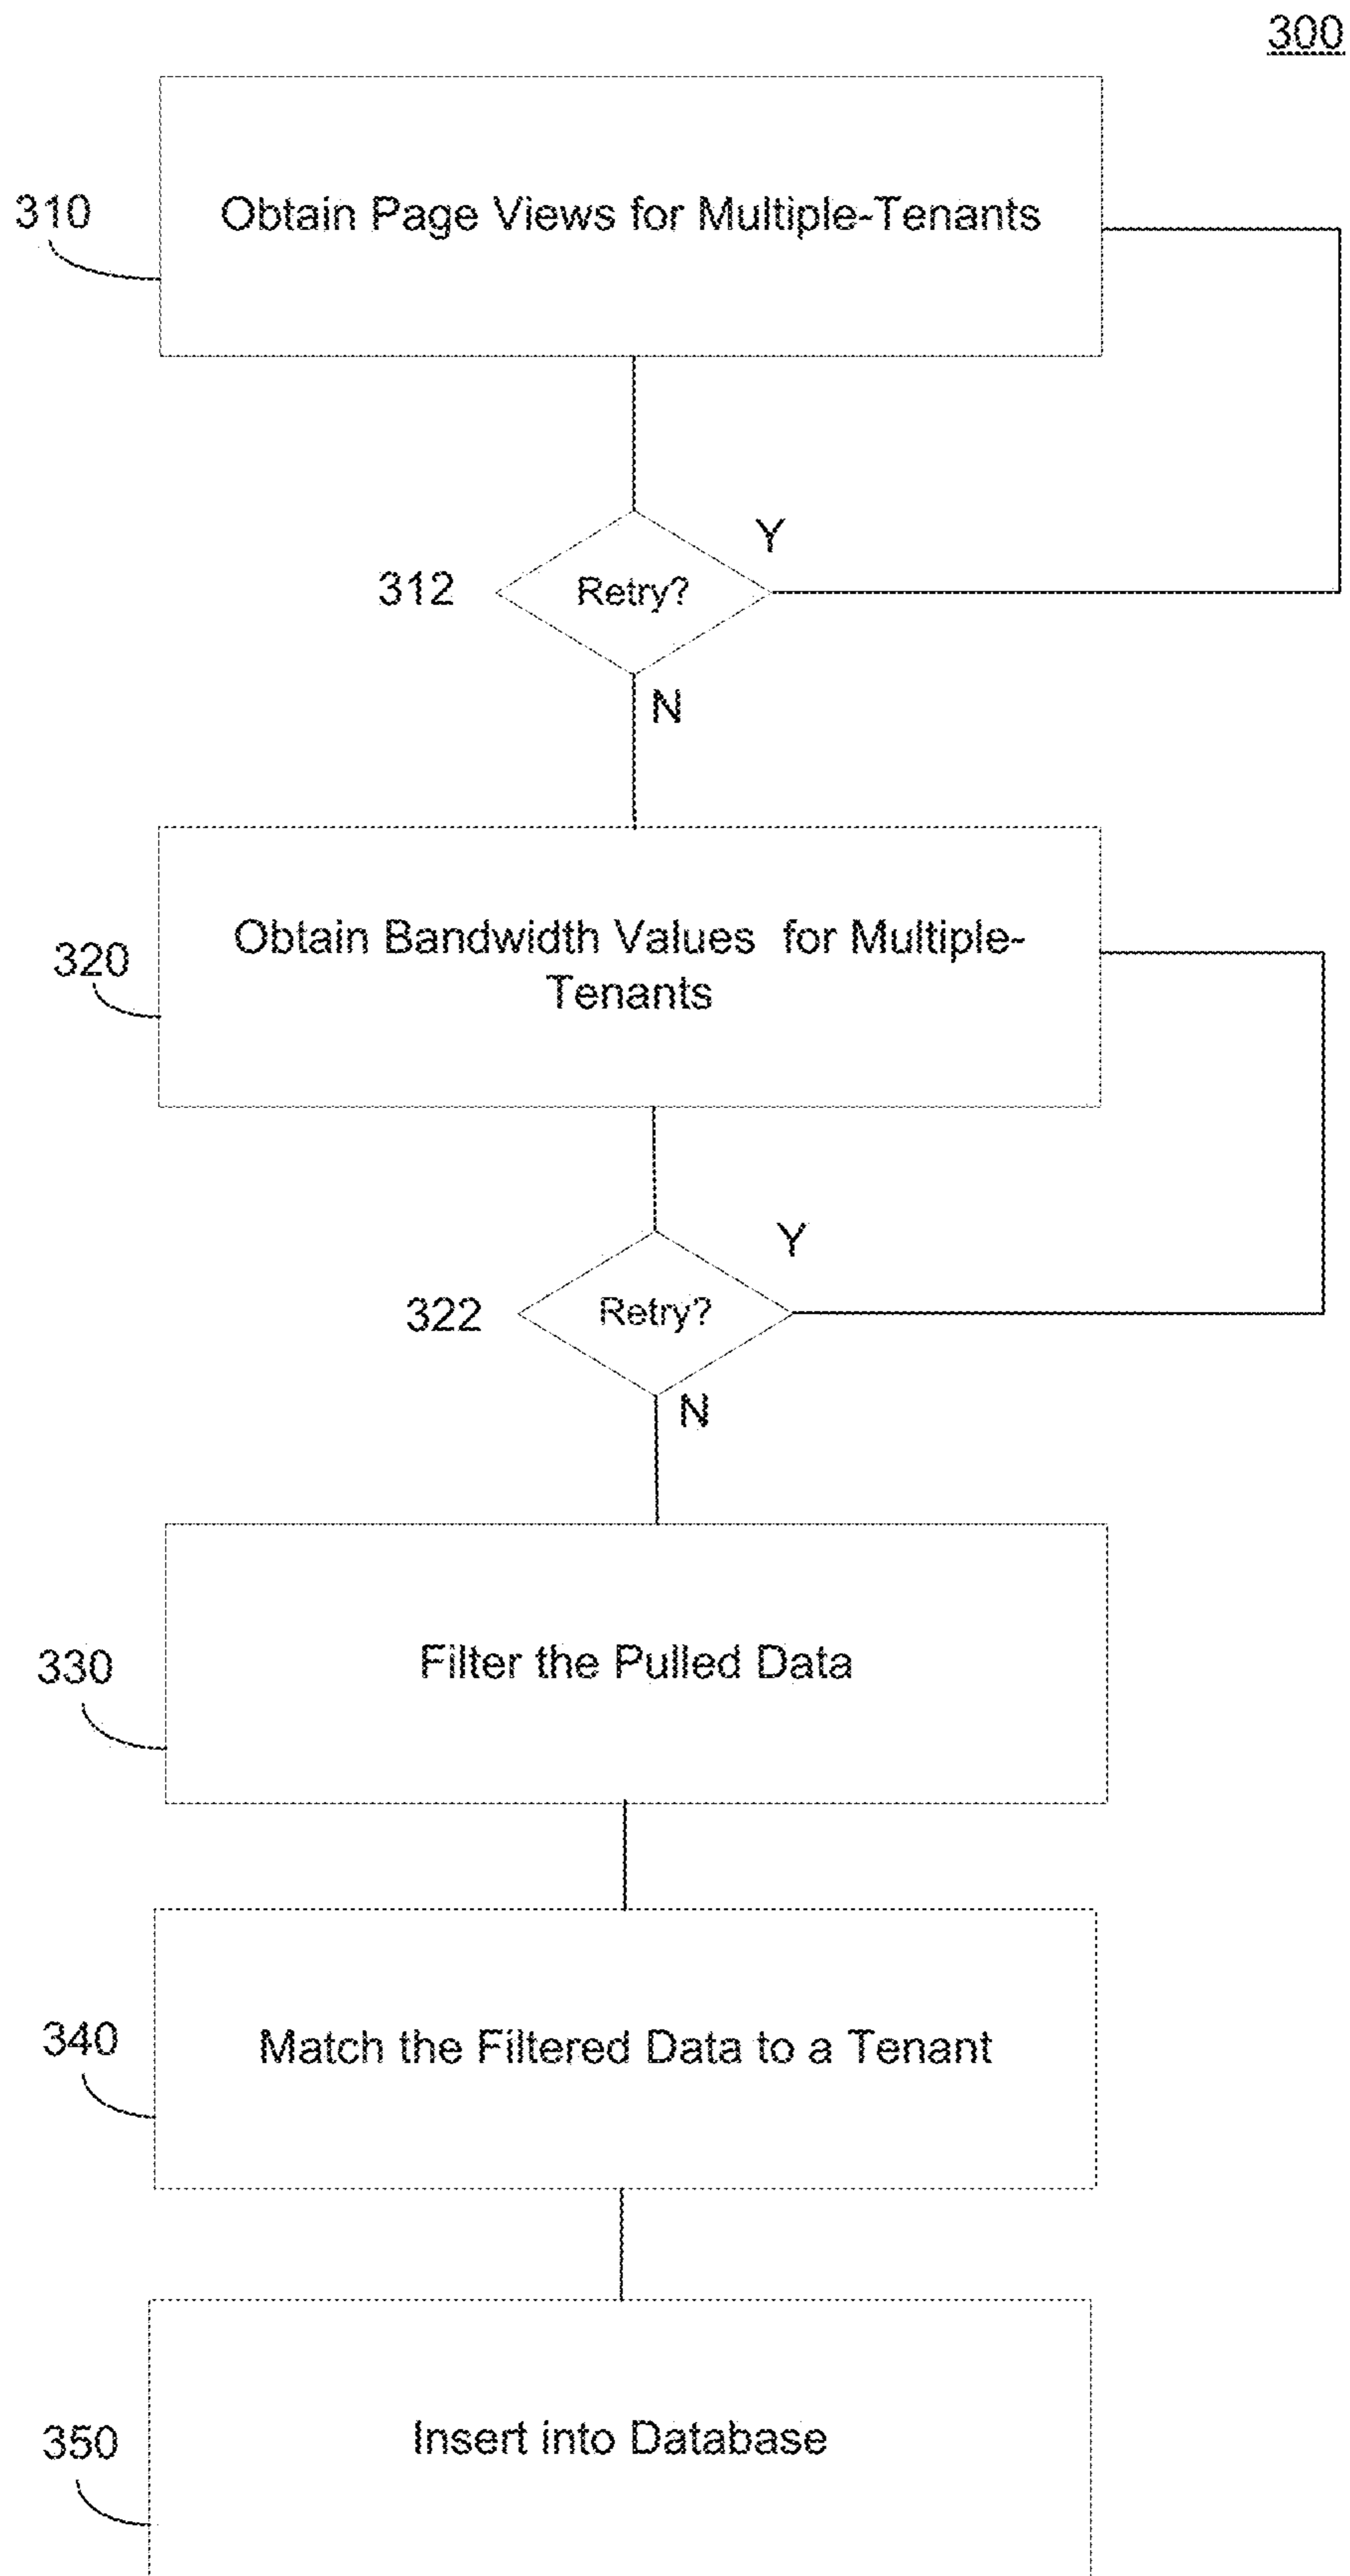 300
310
Obtain Page Views for Multiple-Tenants
Y
312
Retry?
N
320
Obtain Bandwidth Values for Multiple-
Tenants
Y
322
Retry?
N
330
Filter the Pulled Data
340
Match the Filtered Data to a Tenant
350
Insert into Database